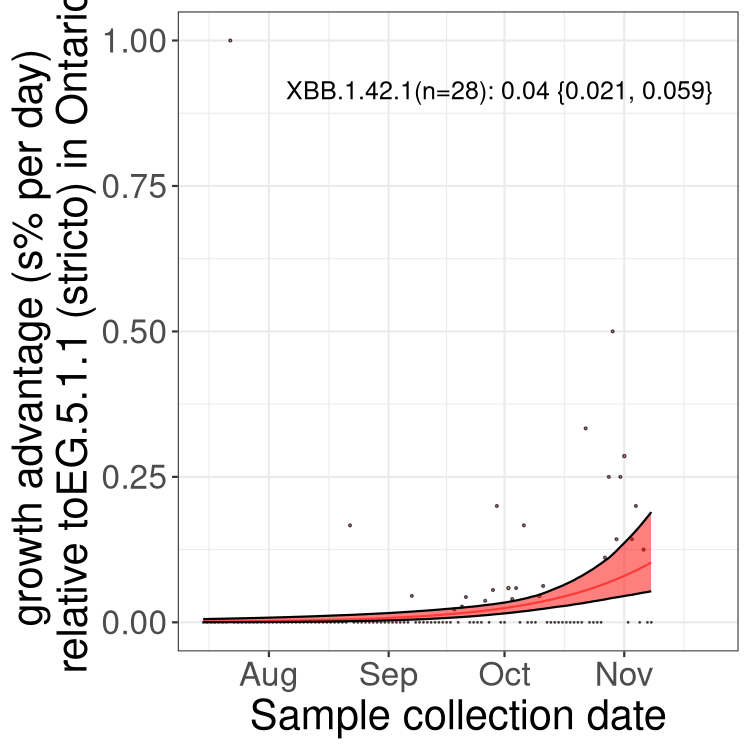 growth advantage (s% per day)
relative toEG.5.1.1 (stricto) in Ontario
1.00
0.75
0.50
0.25
0.00
XBB.1.42.1(n=28): 0.04 {0.021, 0.059}
Aug Sep Oct Nov
Sample collection date